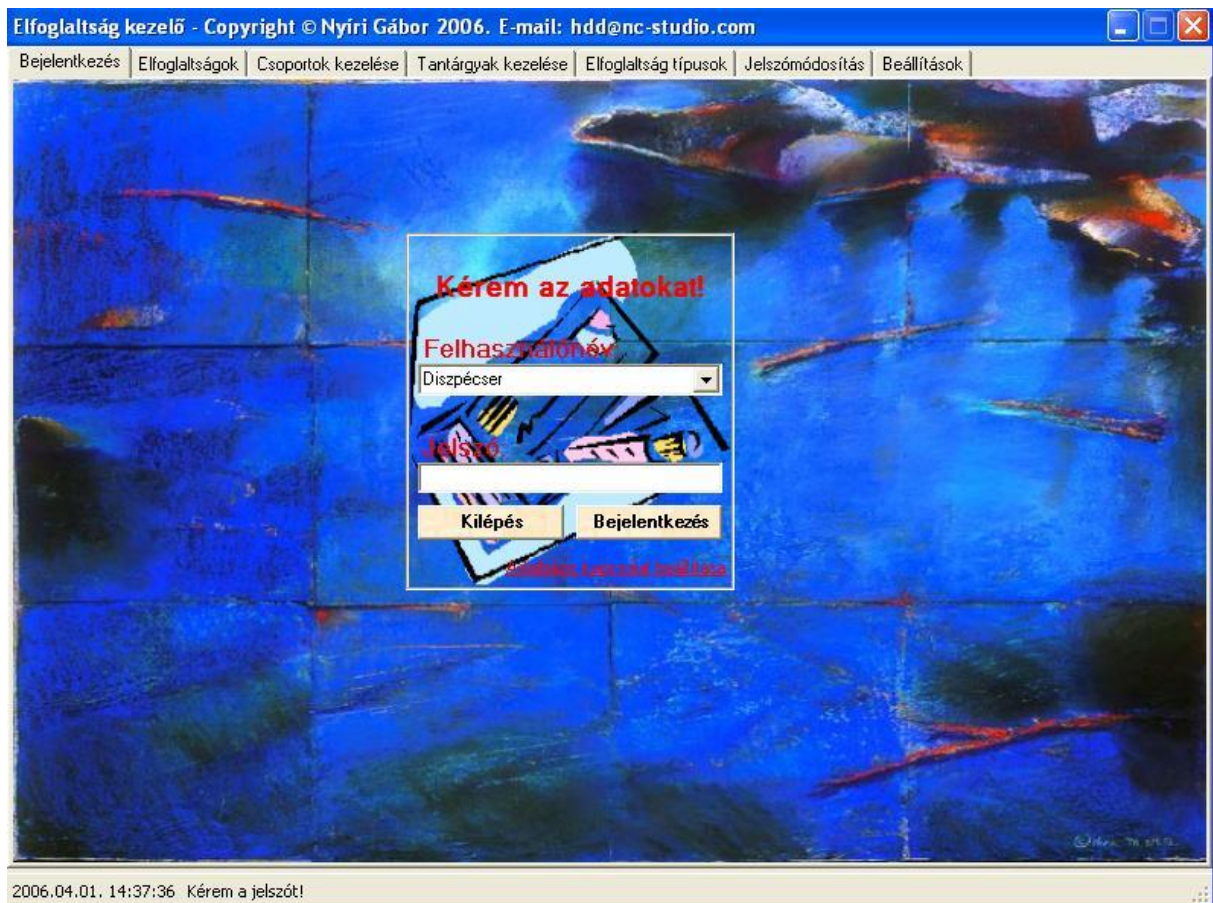 Elfoglaltság kezelő - Copyright © Nyíri Gábor 2006. E-mail: hdd@nc-studio.com
Bejelentkezés Elfoglaltságok Csoportok kezelése Tantárgyak kezelése Elfoglaltság típusok Jelszómódosítás Beállítások
Kérem az adatokat!
Felhasználónév:
Diszpécser
Jelszó:
Kilépés Bejelentkezés
beállítása
2006.04.01. 14:37:36 Kérem a jelszót!